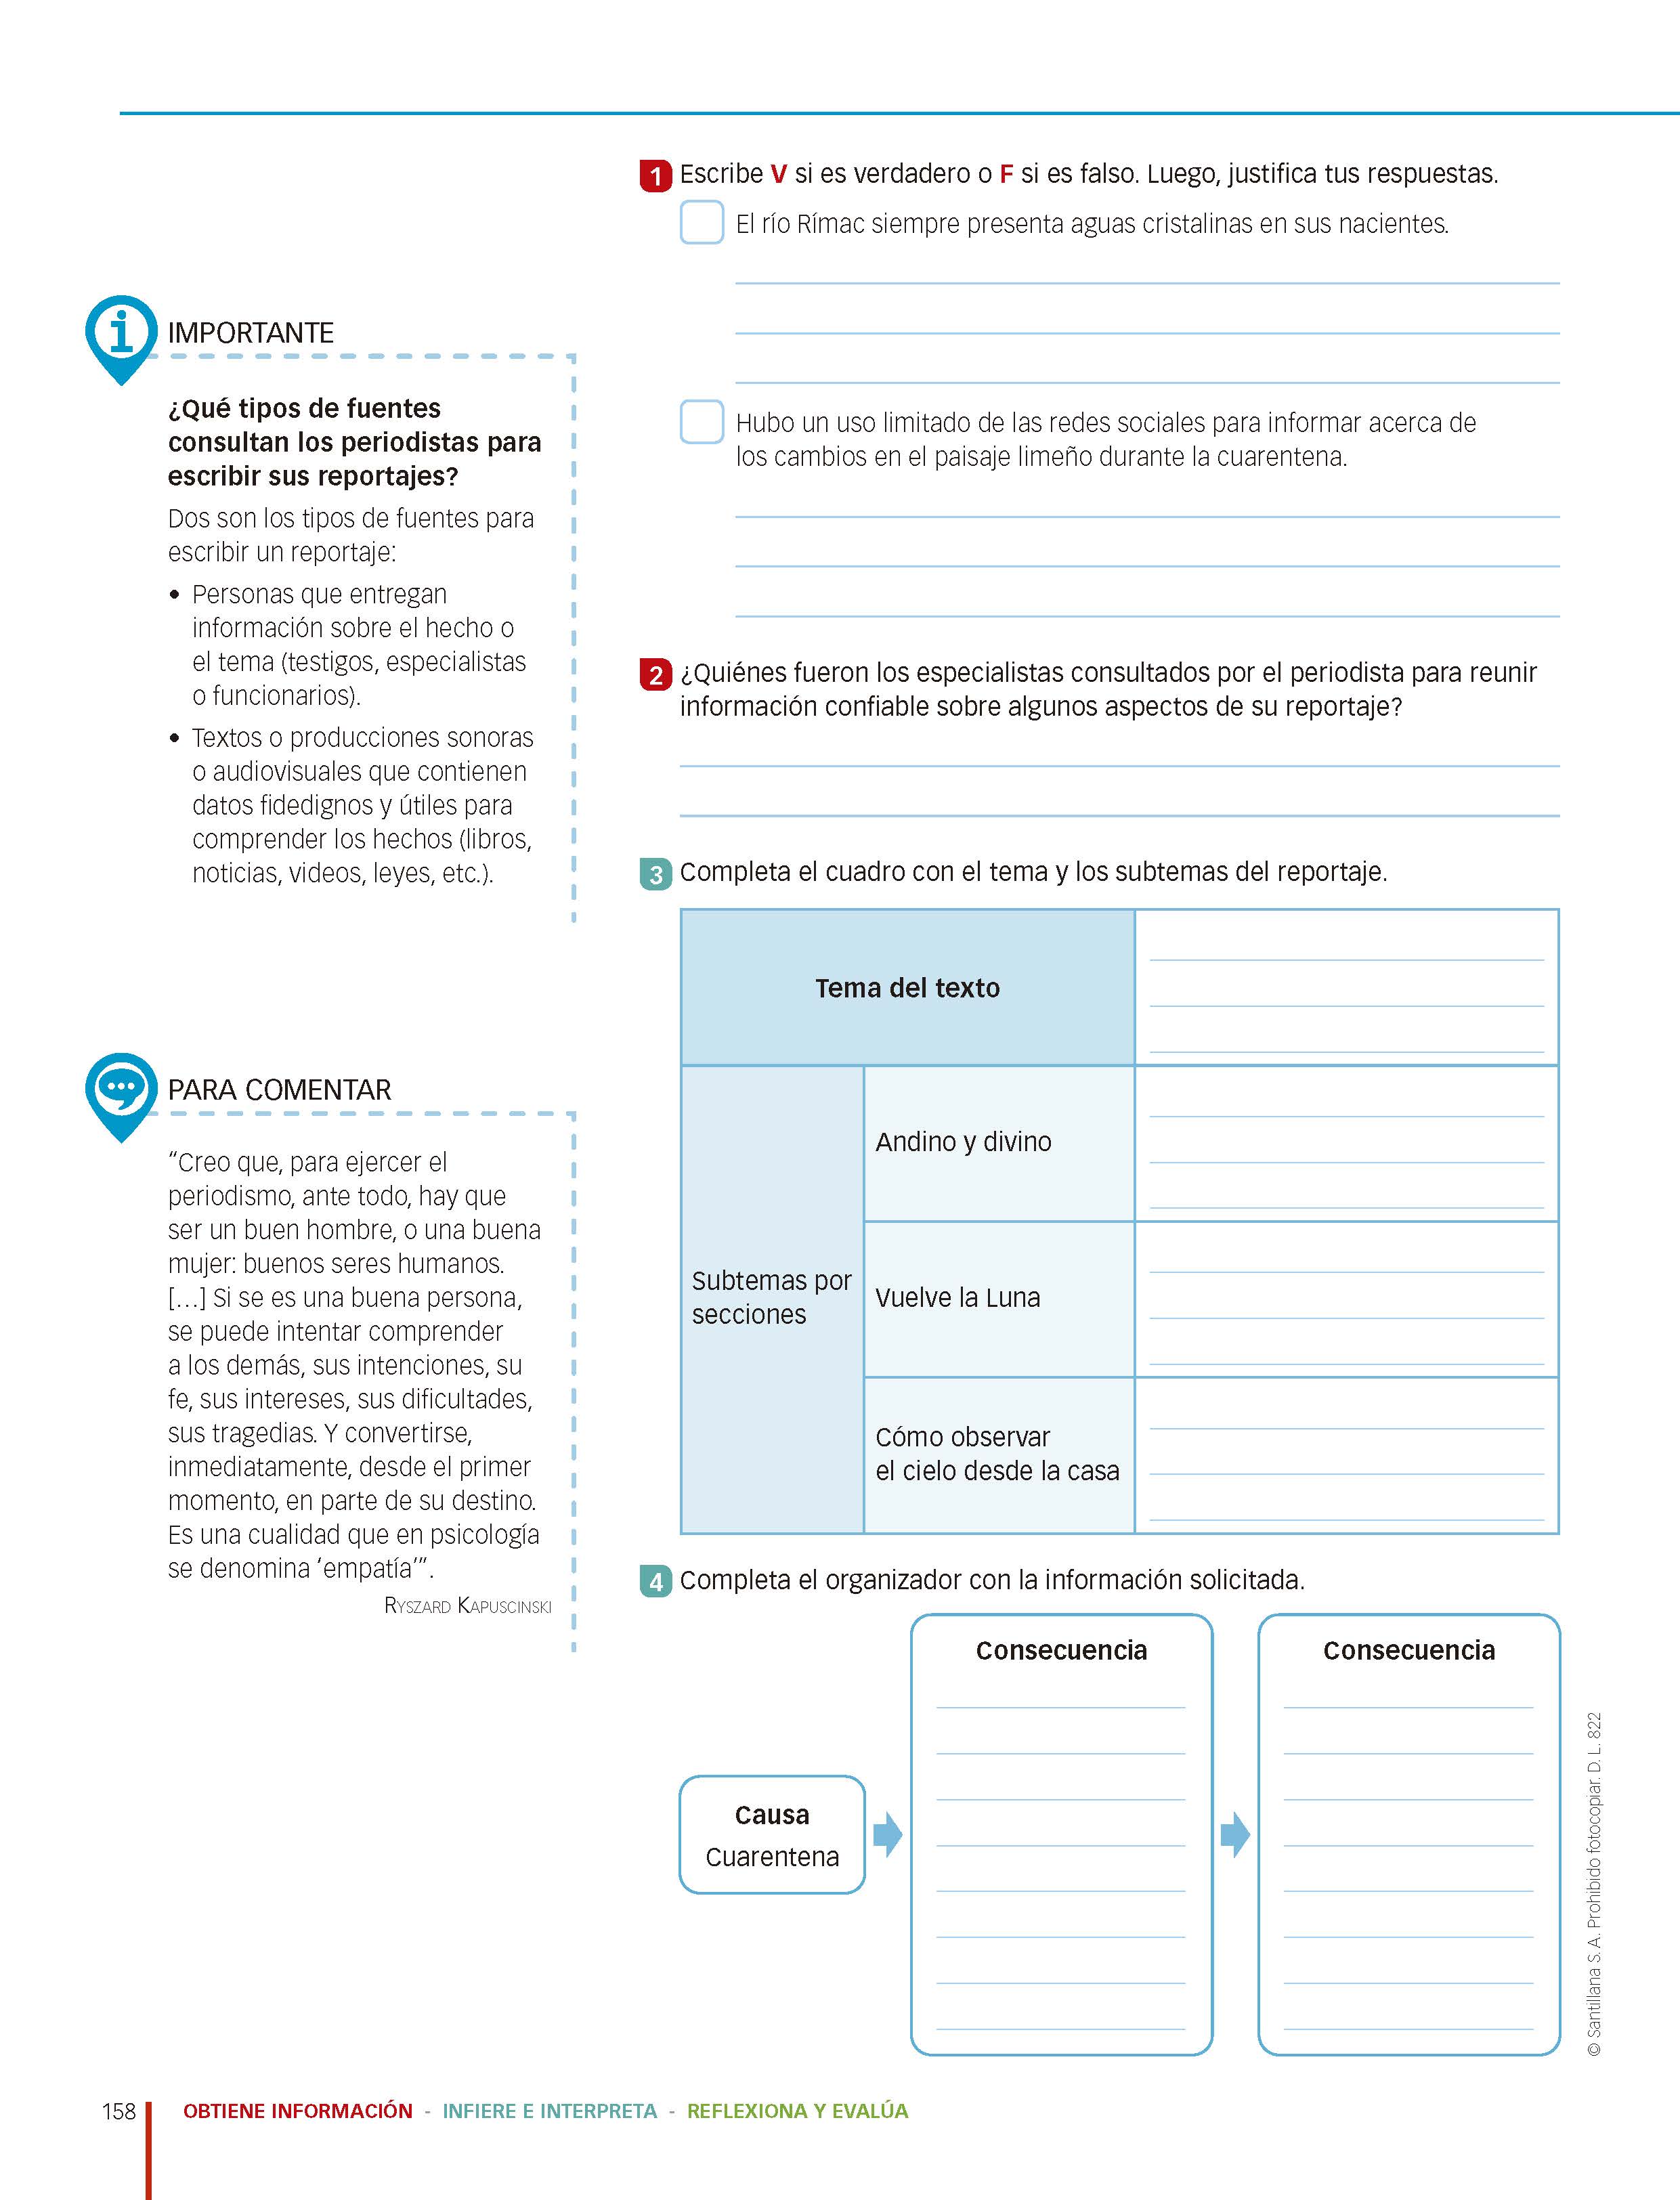 1 Escribe V si es verdadero o F si es falso. Luego, justifica tus respuestas.
El río Rímac siempre presenta aguas cristalinas en sus nacientes.
Hubo un uso limitado de las redes sociales para informar acerca de
los cambios en el paisaje limeño durante la cuarentena.
IMPORTANTE
¿Qué tipos de fuentes
consultan los periodistas para
escribir sus reportajes?
Dos son los tipos de fuentes para
escribir un reportaje:
• Personas que entregan
información sobre el hecho o
el tema (testigos, especialistas
o funcionarios).
• Textos o producciones sonoras
o audiovisuales que contienen
datos fidedignos y útiles para
comprender los hechos (libros,
noticias, videos, leyes, etc.).
2 ¿Quiénes fueron los especialistas consultados por el periodista para reunir
información confiable sobre algunos aspectos de su reportaje?
3 Completa el cuadro con el tema y los subtemas del reportaje.
Tema del texto
Subtemas por
secciones
Andino y divino
Vuelve la Luna
Cómo observar
el cielo desde la casa
PARA COMENTAR
“Creo que, para ejercer el
periodismo, ante todo, hay que
ser un buen hombre, o una buena
mujer: buenos seres humanos.
[…] Si se es una buena persona,
se puede intentar comprender
a los demás, sus intenciones, su
fe, sus intereses, sus dificultades,
sus tragedias. Y convertirse,
inmediatamente, desde el primer
momento, en parte de su destino.
Es una cualidad que en psicología
se denomina ‘empatía’”.
Ryszard Kapuscinski
4 Completa el organizador con la información solicitada.
Causa
Cuarentena
Consecuencia
Consecuencia
© Santillana S. A. Prohibido fotocopiar. D. L. 822
158
OBTIENE INFORMACIÓN - INFIERE E INTERPRETA - REFLEXIONA Y EVALÚA